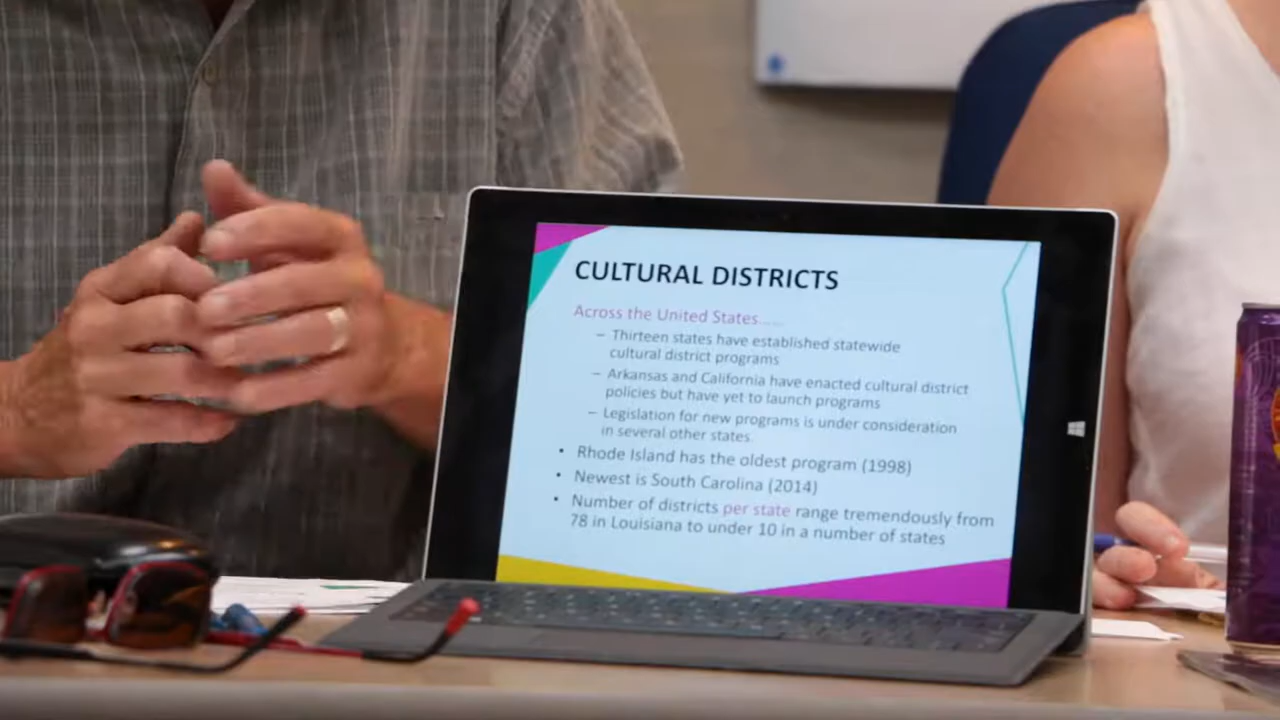 CULTURAL DISTRICTS
Across the United States.....
– Thirteen states have established statewide
cultural district programs
– Arkansas and California have enacted cultural district
policies but have yet to launch programs
– Legislation for new programs is under consideration
in several other states.
• Rhode Island has the oldest program (1998)
• Newest is South Carolina (2014)
• Number of districts per state range tremendously from
78 in Louisiana to under 10 in a number of states